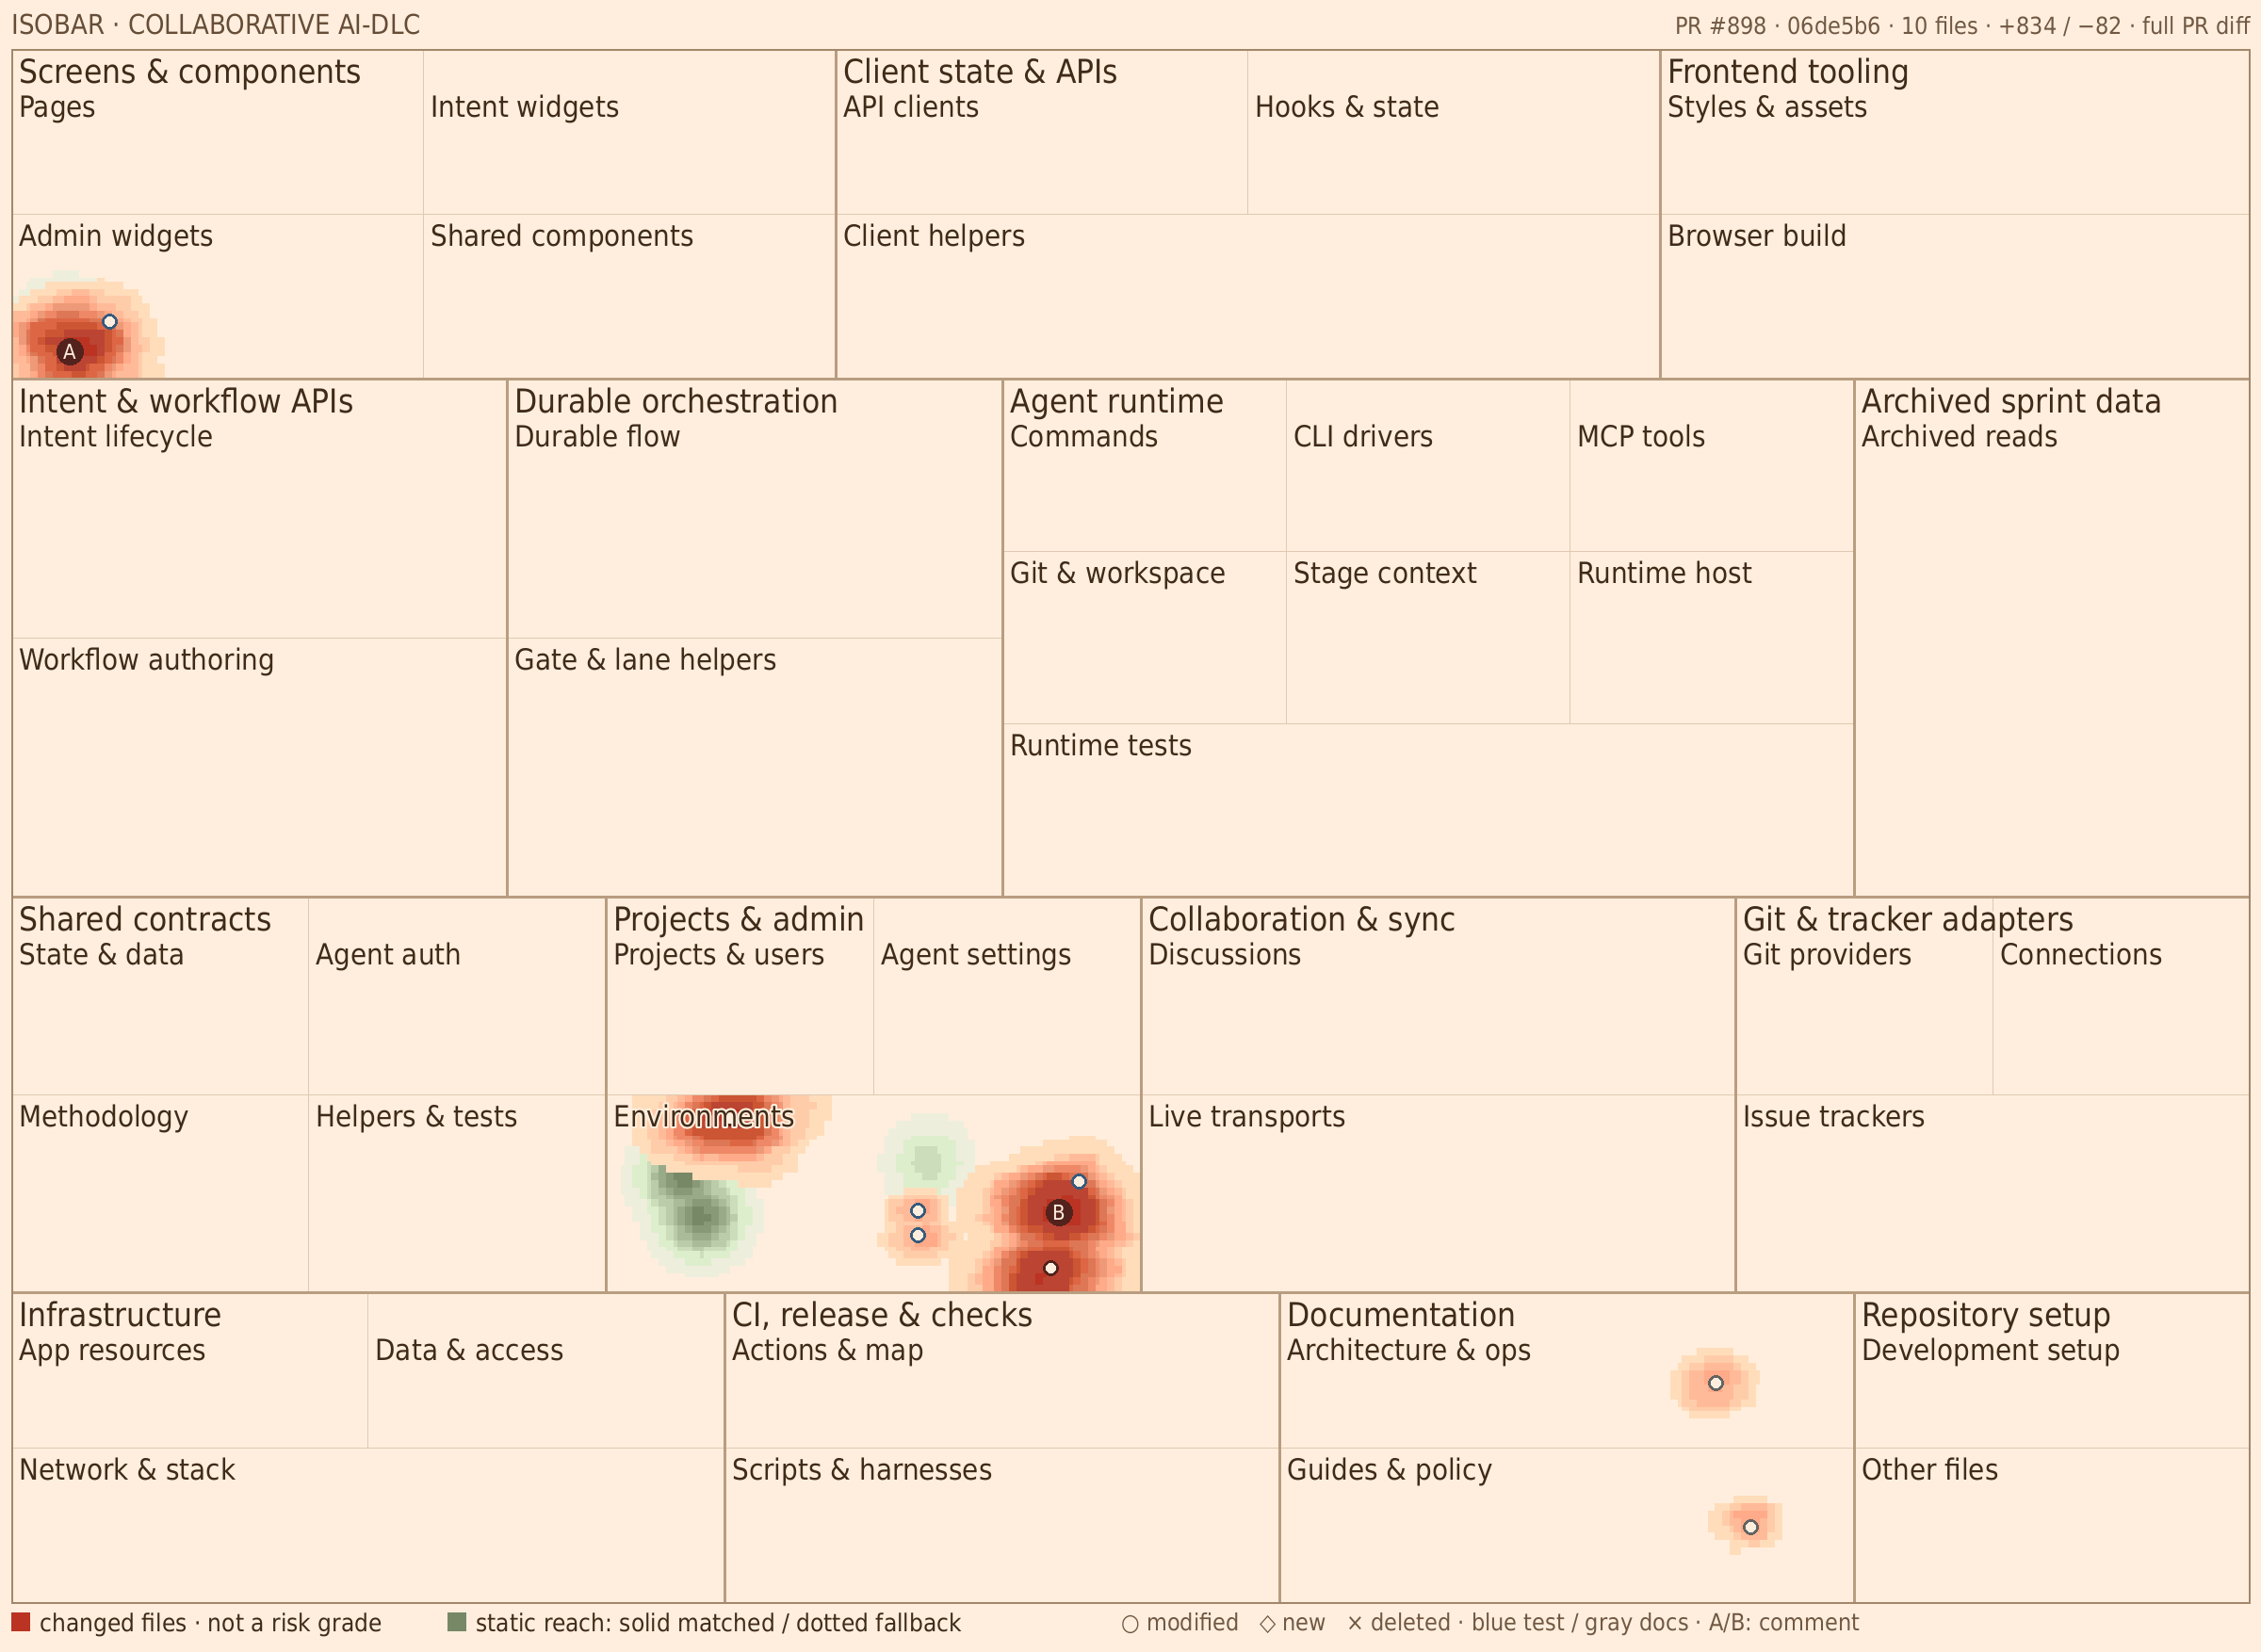 ISOBAR · COLLABORATIVE AI-DLC
PR #898 · 06de5b6 · 10 files · +834 / −82 · full PR diff
Screens & components
Pages
Intent widgets
Client state & APIs
API clients
Hooks & state
Frontend tooling
Styles & assets
Admin widgets
Shared components
Client helpers
Browser build
A
Intent & workflow APIs
Intent lifecycle
Durable orchestration
Durable flow
Agent runtime
Commands
CLI drivers
MCP tools
Archived sprint data
Archived reads
Git & workspace
Stage context
Runtime host
Workflow authoring
Gate & lane helpers
Runtime tests
Shared contracts
State & data
Agent auth
Projects & admin
Projects & users
Agent settings
Collaboration & sync
Discussions
Git & tracker adapters
Git providers
Connections
Methodology
Helpers & tests
Environments
Live transports
Issue trackers
B
Infrastructure
App resources
Data & access
CI, release & checks
Actions & map
Documentation
Architecture & ops
Repository setup
Development setup
Network & stack
Scripts & harnesses
Guides & policy
Other files
changed files · not a risk grade
static reach: solid matched / dotted fallback
○ modified ◇ new × deleted · blue test / gray docs · A/B: comment